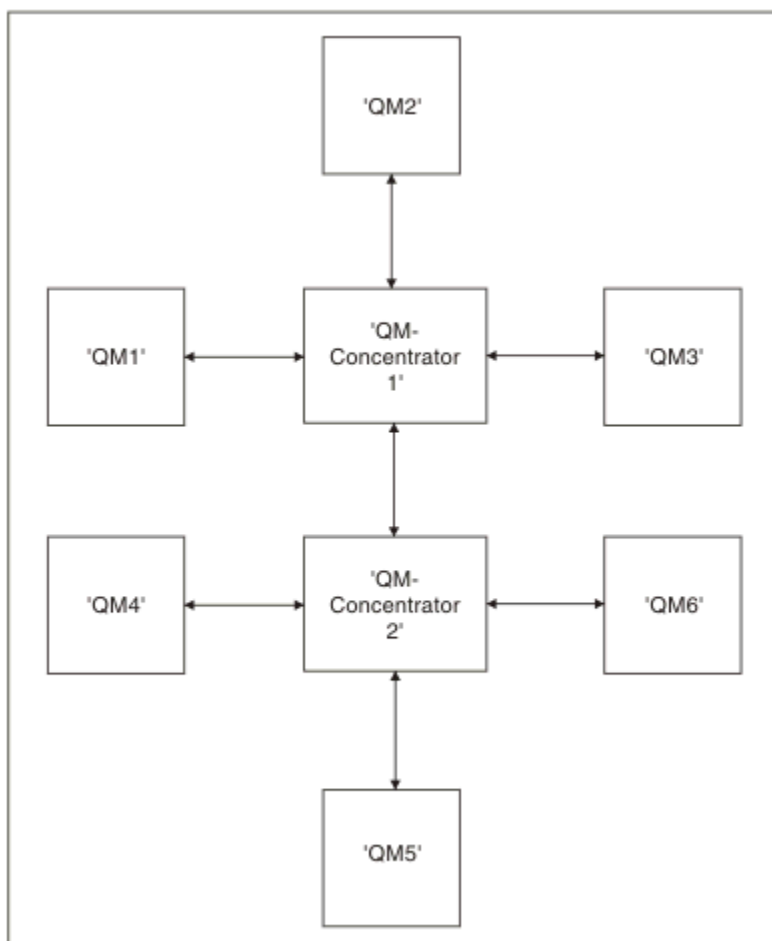 'QM2'
'QM1'
'QM-
Concentrator
1'
'QM3'
'QM4'
'QM-
Concentrator
2'
'QM6'
'QM5'